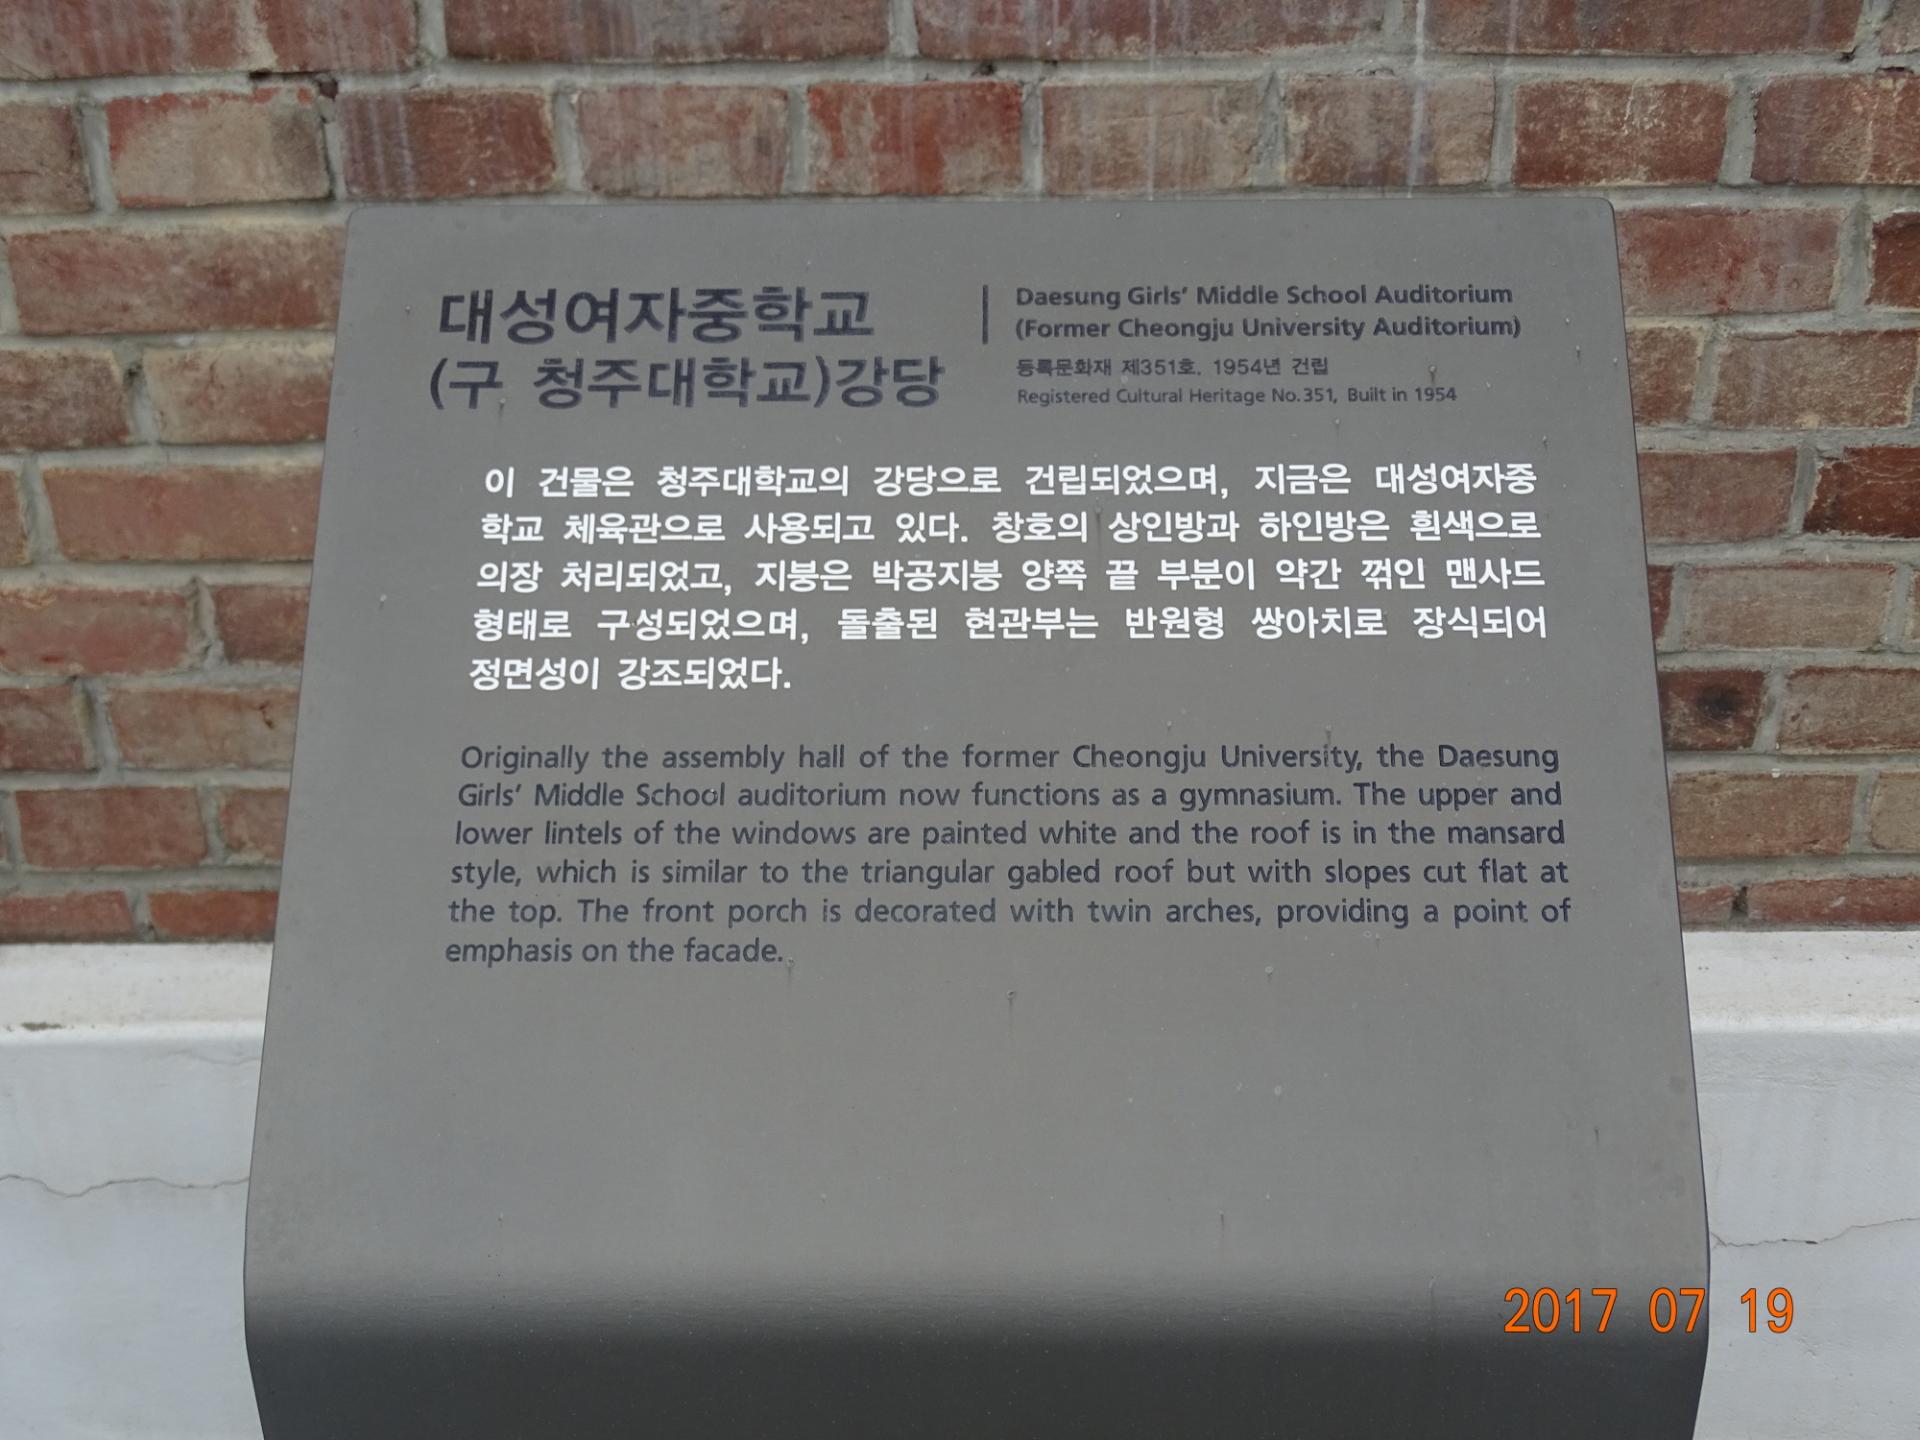 대성여자중학교
(구 청주대학교)강당
Daesung Girls' Middle School Auditorium
(Former Cheongju University Auditorium)
등록문화재 제351호, 1954년 건립
Registered Cultural Heritage No.351, Built in 1954
이 건물은 청주대학교의 강당으로 건립되었으며, 지금은 대성여자중
학교 체육관으로 사용되고 있다. 창호의 상인방과 하인방은 흰색으로
의장 처리되었고, 지붕은 박공지붕 양쪽 끝 부분이 약간 꺾인 맨사드
형태로 구성되었으며, 돌출된 현관부는 반원형 쌍아치로 장식되어
정면성이 강조되었다.
Originally the assembly hall of the former Cheongju University, the Daesung
Girls' Middle School auditorium now functions as a gymnasium. The upper and
lower lintels of the windows are painted white and the roof is in the mansard
style, which is similar to the triangular gabled roof but with slopes cut flat at
the top. The front porch is decorated with twin arches, providing a point of
emphasis on the facade.
2017 07 19